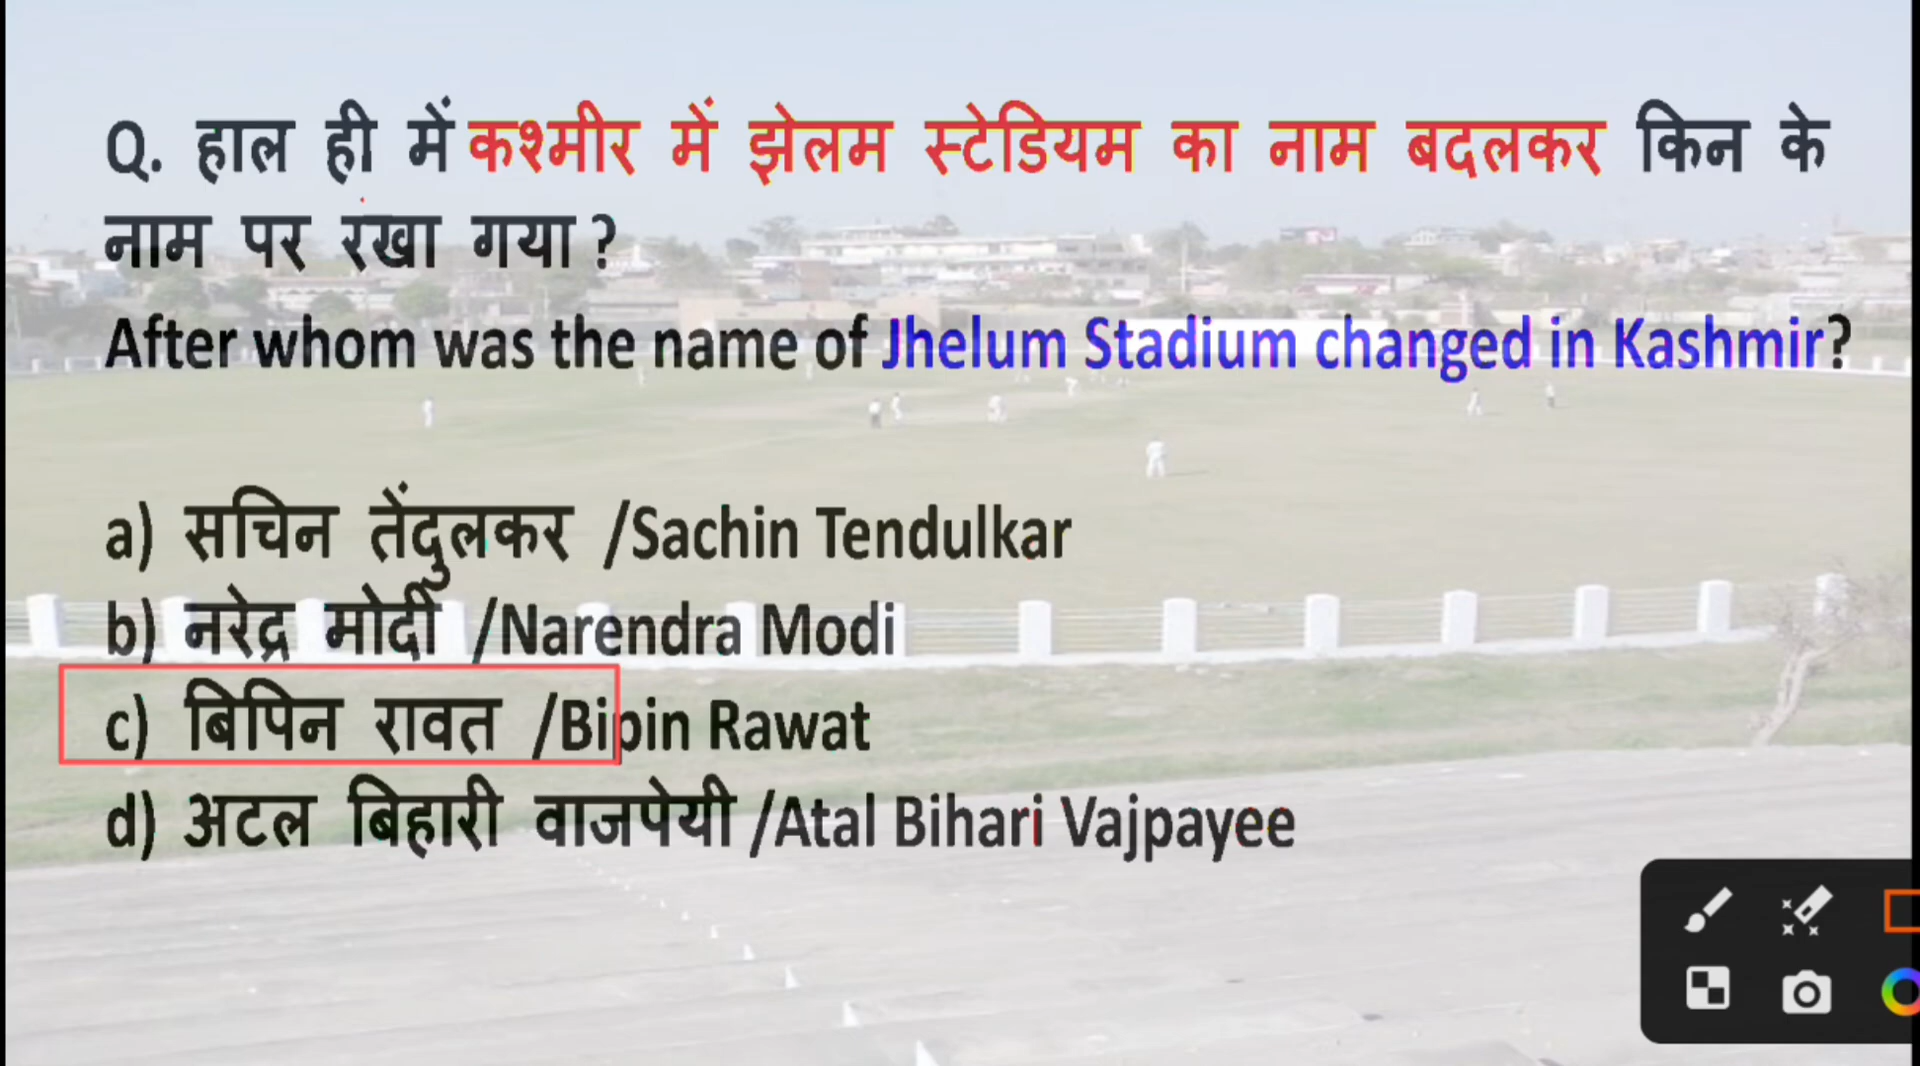 Q. हाल ही में कश्मीर में झेलम स्टेडियम का नाम बदलकर किन के
नाम पर रखा गया ?
After whom was the name of Jhelum Stadium changed in Kashmir?
a) सचिन तेंदुलकर /Sachin Tendulkar
b) नरेद्र मोदी /Narendra Modi
c) बिपिन रावत /Bipin Rawat
d) अटल बिहारी वाजपेयी /Atal Bihari Vajpayee